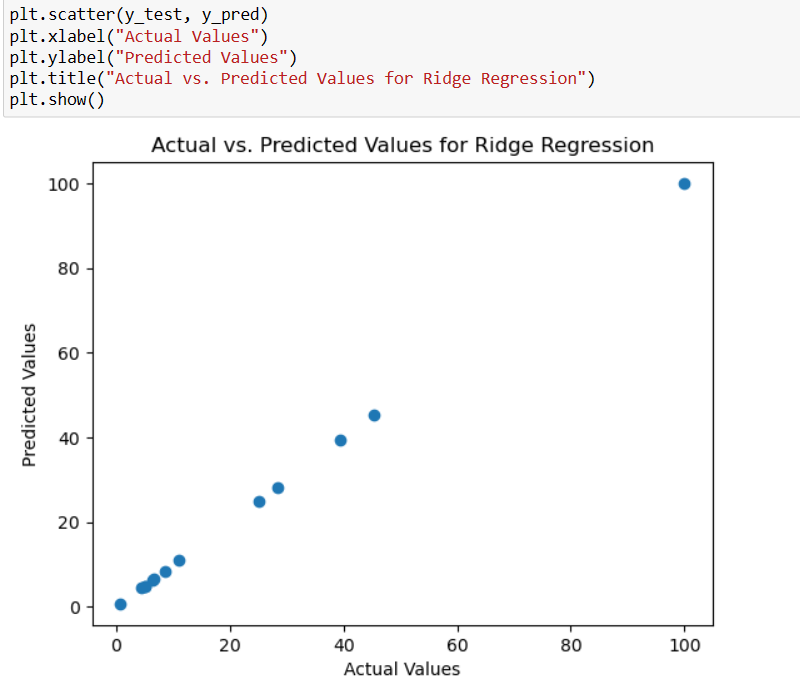 plt.scatter(y_test, y_pred)
plt.xlabel("Actual Values")
plt.ylabel("Predicted Values")
plt.title("Actual vs. Predicted Values for Ridge Regression")
plt.show()
Actual vs. Predicted Values for Ridge Regression
100
80
60
40
20
0
Predicted Values
0 20 40 60 80 100
Actual Values